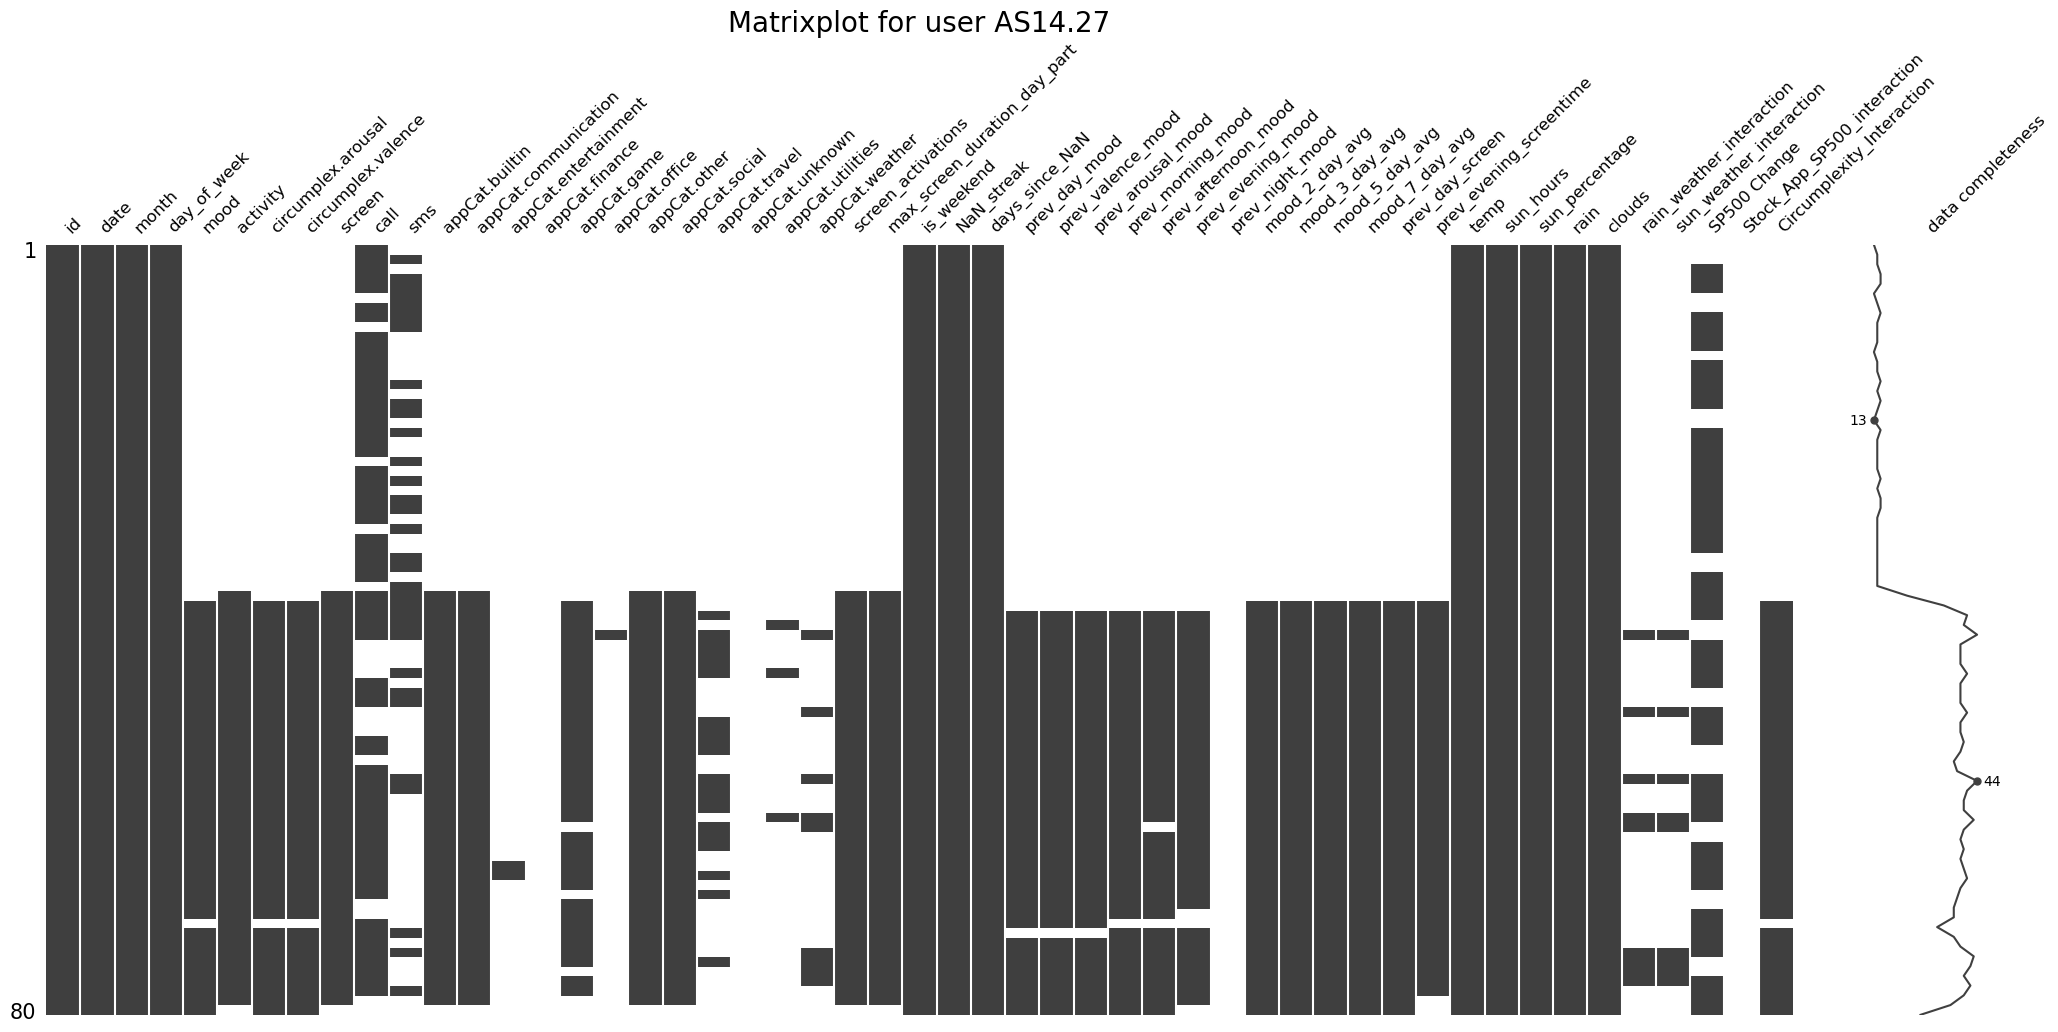 Matrixplot for user AS14.27
id
date
month
day_of_week
mood
activity
circumplex.arousal
circumplex.valence
screen
call
sms
appCat.builtin
appCat.communication
appCat.entertainment
appCat.finance
appCat.game
appCat.office
appCat.other
appCat.social
appCat.travel
appCat.unknown
appCat.utilities
appCat.weather
screen_activations
max_screen_duration_day_part
is_weekend
NaN_streak
days_since_NaN
prev_day_mood
prev_valence_mood
prev_arousal_mood
prev_morning_mood
prev_afternoon_mood
prev_evening_mood
prev_night_mood
mood_2_day_avg
mood_3_day_avg
mood_5_day_avg
mood_7_day_avg
prev_day_screen
prev_evening_screentime
temp
sun_hours
sun_percentage
rain
clouds
rain_weather_interaction
sun_weather_interaction
SP500 Change
Stock_App_SP500_interaction
Circumplexity_Interaction
data completeness
1
13
44
80